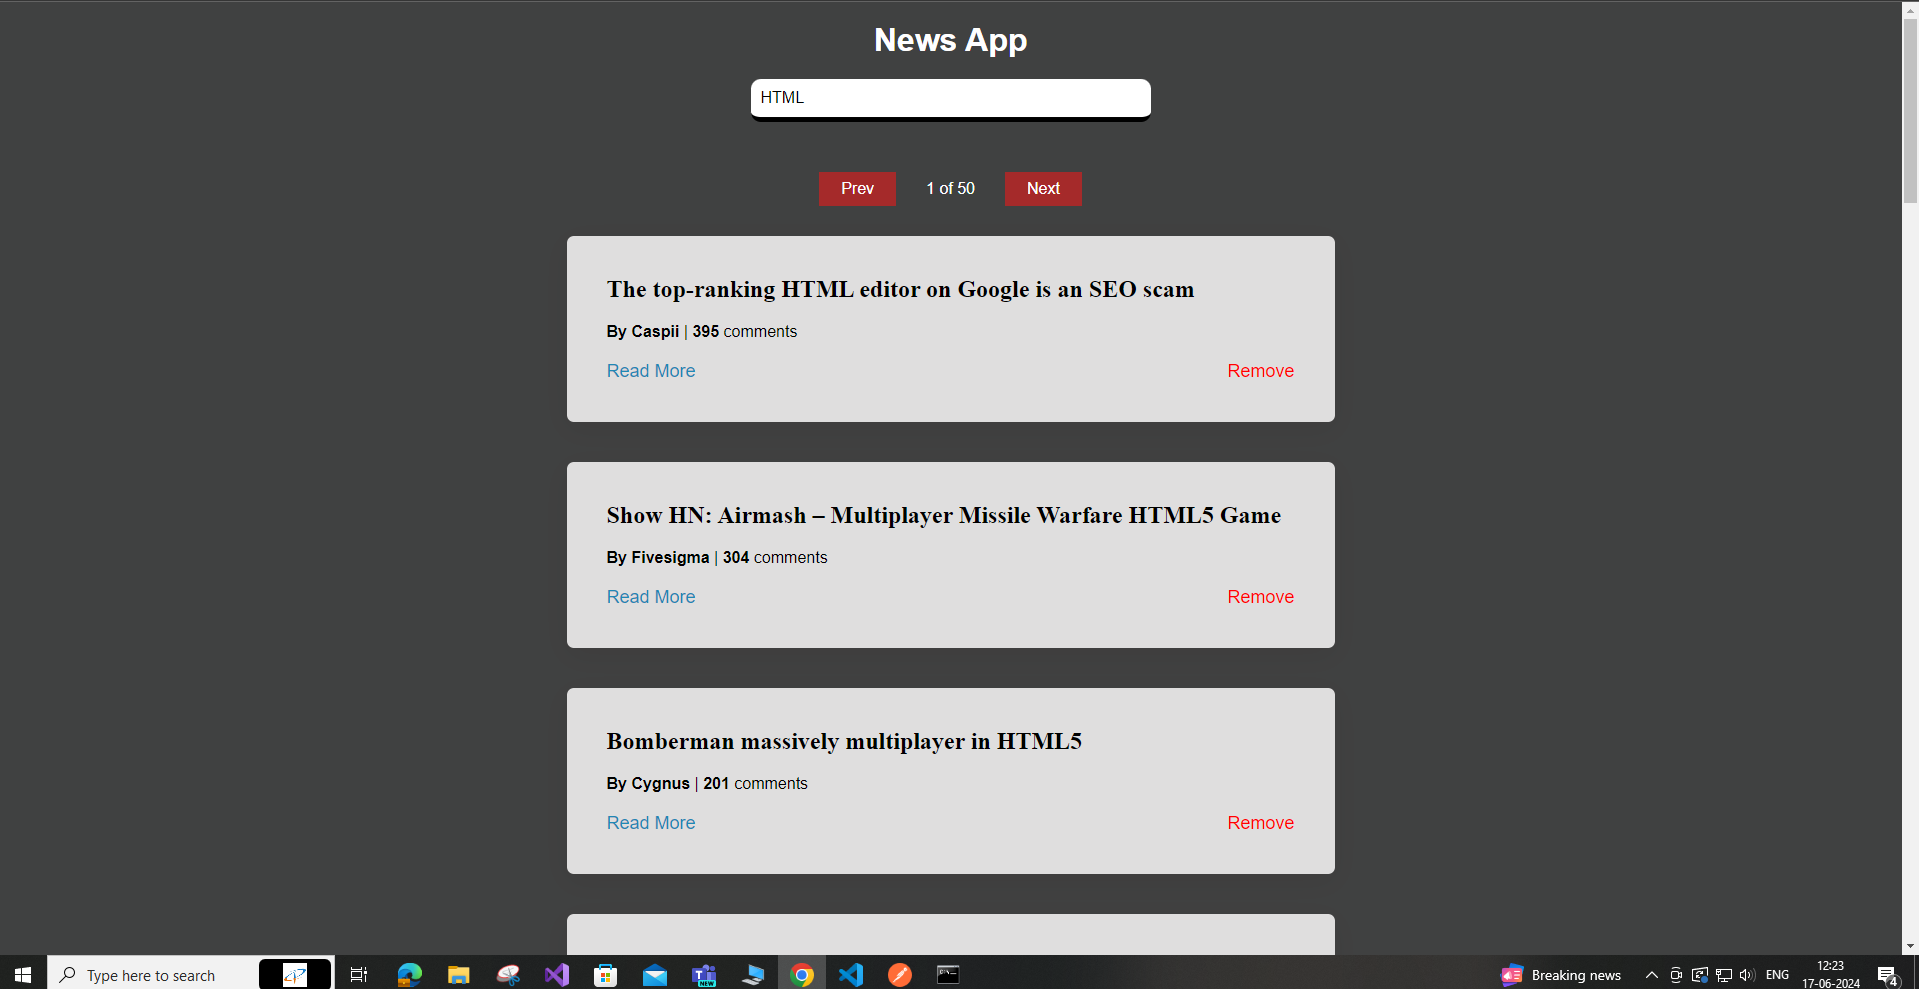 News App
HTML
Prev 1 of 50 Next
The top-ranking HTML editor on Google is an SEO scam
By Caspii | 395 comments
Read More Remove
Show HN: Airmash – Multiplayer Missile Warfare HTML5 Game
By Fivesigma | 304 comments
Read More Remove
Bomberman massively multiplayer in HTML5
By Cygnus | 201 comments
Read More Remove
Type here to search
NEW
Breaking news
ENG
12:23
17-06-2024
4